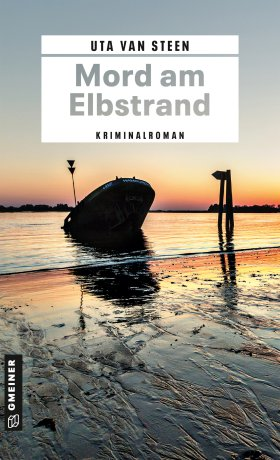 UTA VAN STEEN
Mord am
Elbstrand
KRIMINALROMAN
GMEINER